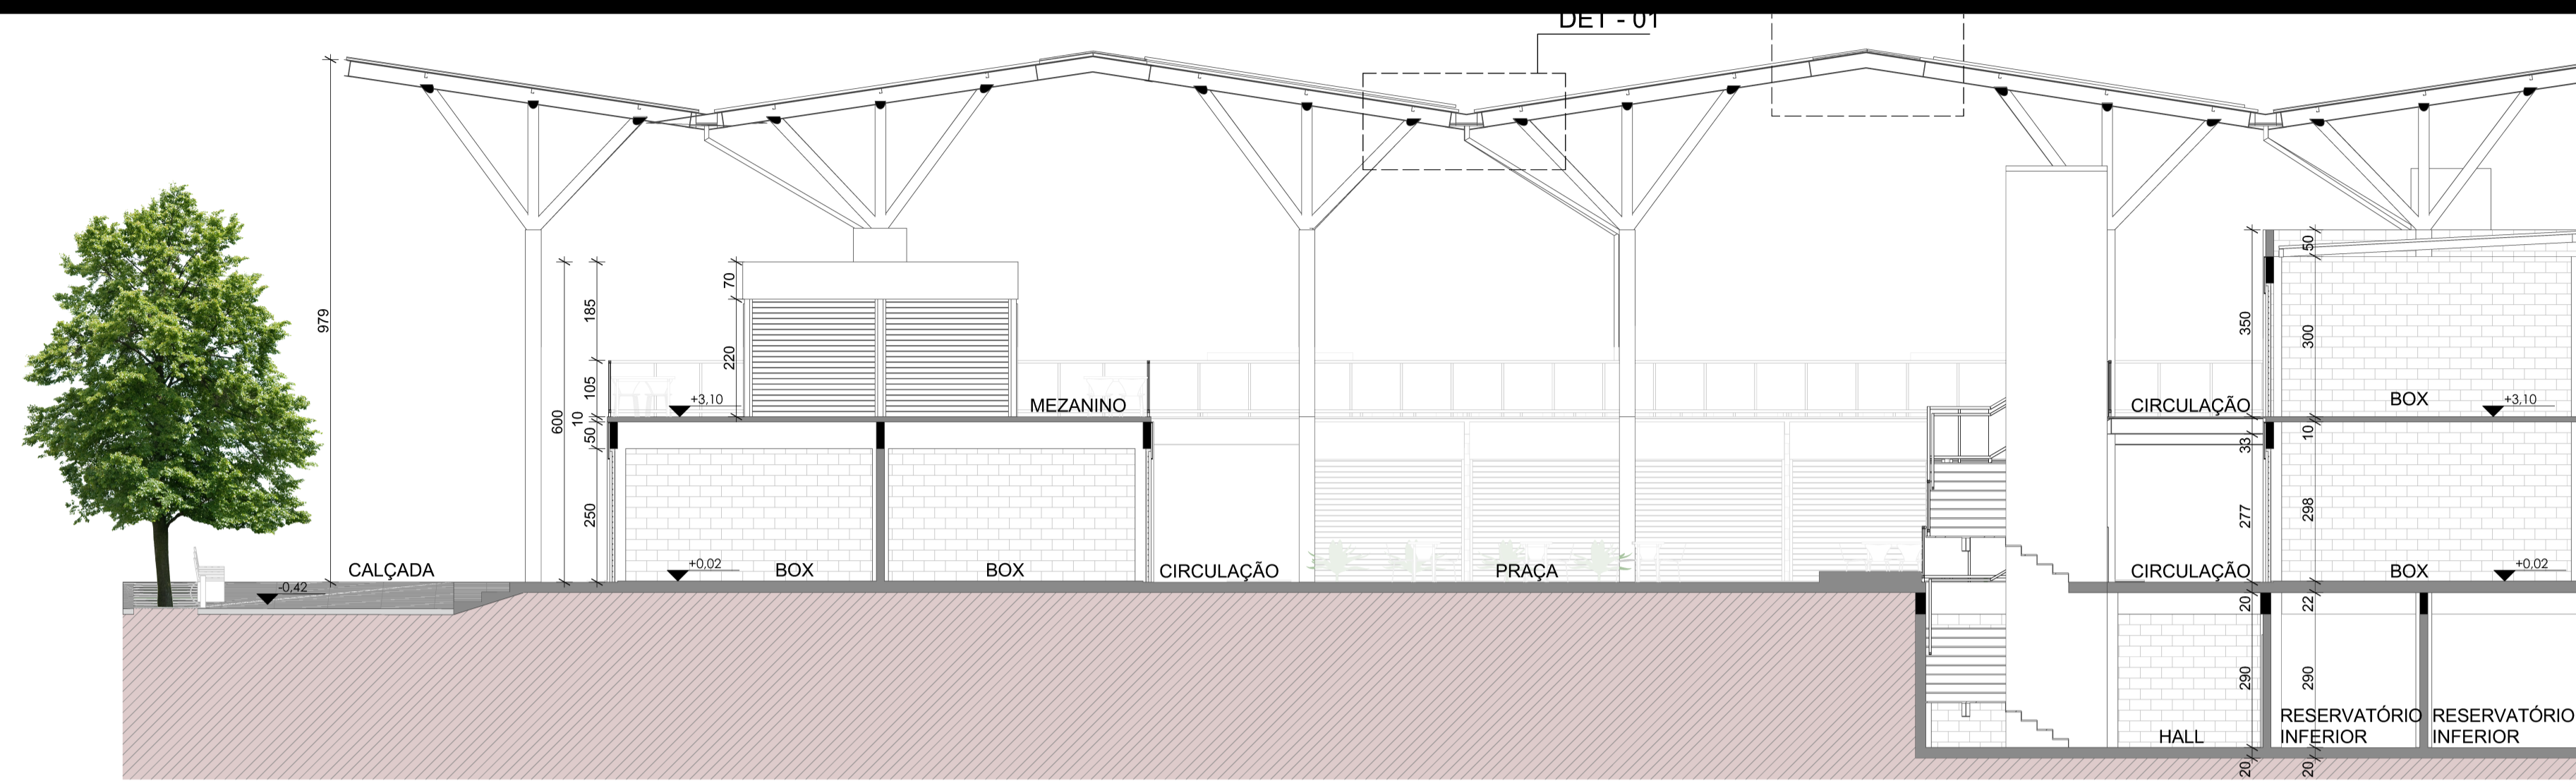 DET - 01
979
600
185
105
10
50
250
70
220
+3,10
MEZANINO
CALÇADA
-0,42
+0,02
BOX
BOX
CIRCULAÇÃO
PRAÇA
50
350
300
CIRCULAÇÃO
BOX
+3,10
33
10
277
298
CIRCULAÇÃO
BOX
+0,02
20
22
290
290
HALL
RESERVATÓRIO
INFERIOR
RESERVATÓRIO
INFERIOR
20
20